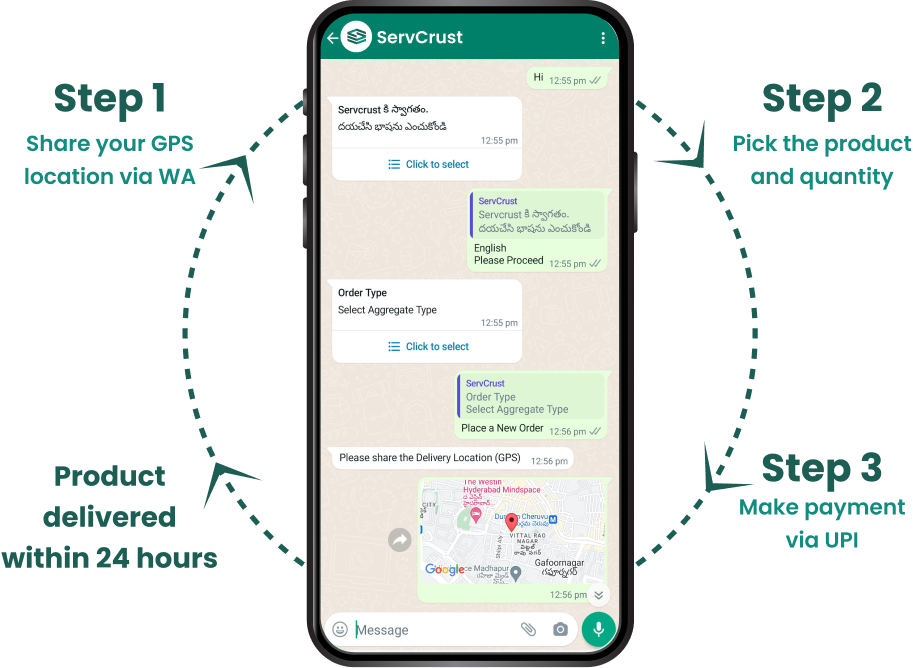 Step 1
Share your GPS
location via WA
Step 2
Pick the product
and quantity
Step 3
Make payment
via UPI
Product
delivered
within 24 hours
ServCrust
Hi 12:55 pm
Servcrust కి స్వాగతం.
దయచేసి భాషను ఎంచుకోండి
12:55 pm
Click to select
ServCrust
Servcrust కి స్వాగతం.
దయచేసి భాషను ఎంచుకోండి
English
Please Proceed 12:55 pm
Order Type
Select Aggregate Type
12:55 pm
Click to select
ServCrust
Order Type
Select Aggregate Type
Place a New Order 12:56 pm
Please share the Delivery Location (GPS) 12:56 pm
The Westin
Hyderabad Mindspace
Cheruvu
VITTAL RAO
NAGAR
విట్టల్
రావు నగర్
Gafoornagar
గఫూర్నగర్
Google
Madhapur
12:56 pm
Message